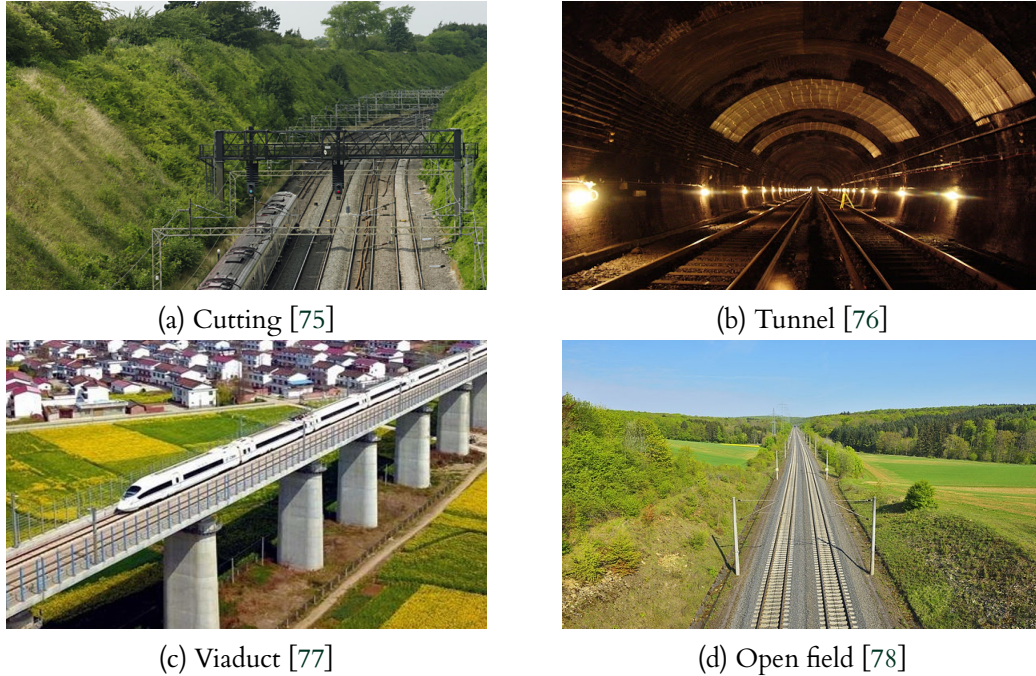 (a) Cutting [75]
(b) Tunnel [76]
(c) Viaduct [77]
(d) Open field [78]